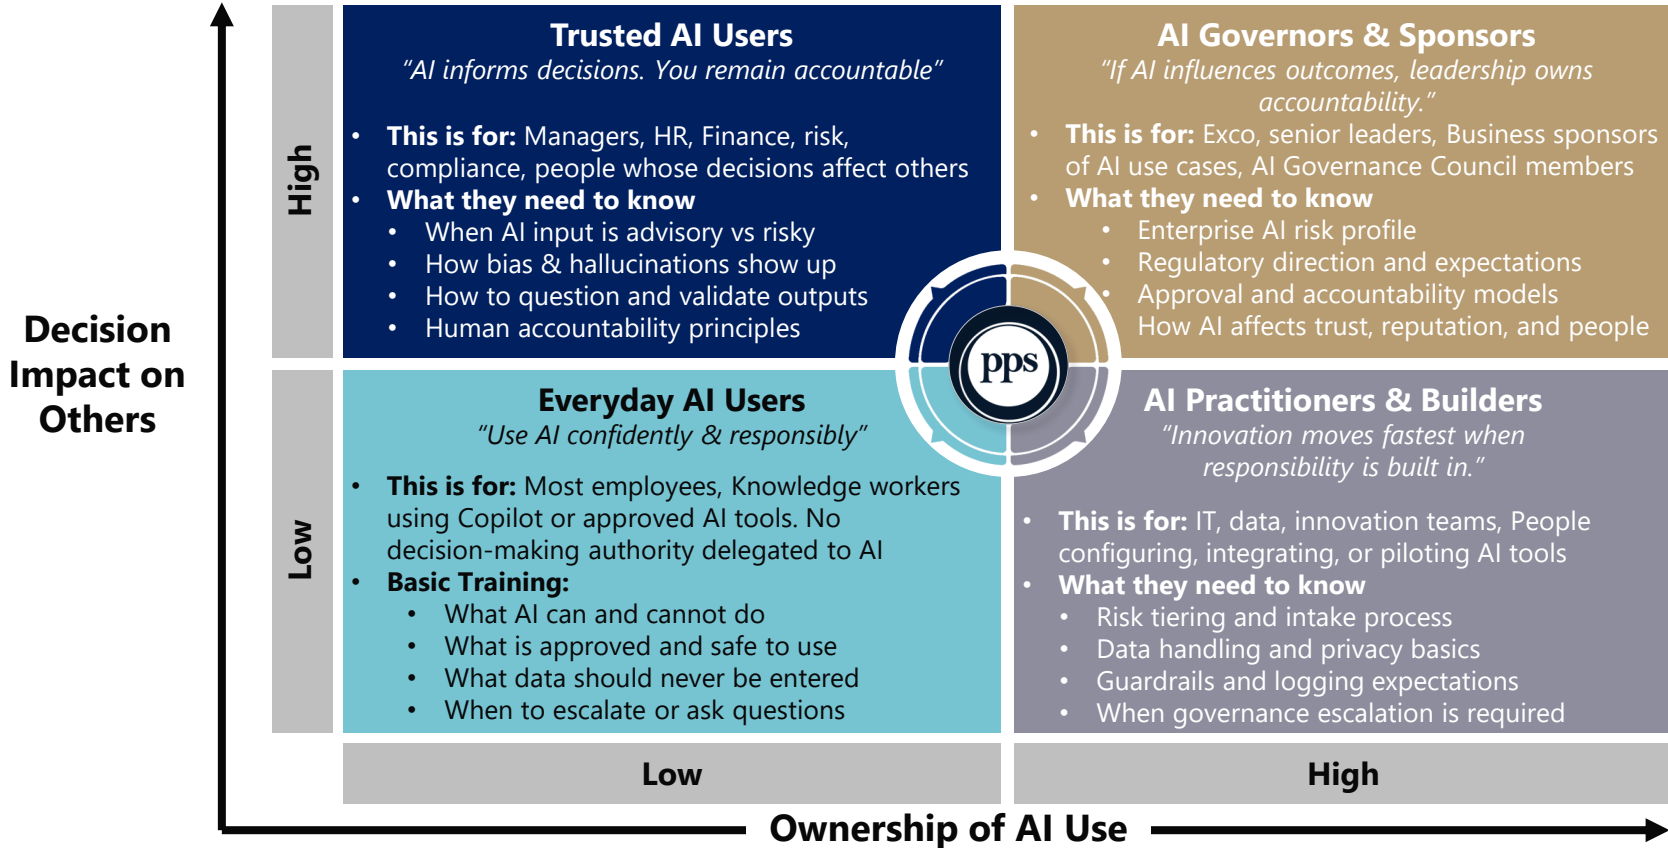 Decision
Impact on
Others
High
Low
Trusted AI Users
“AI informs decisions. You remain accountable”
• This is for: Managers, HR, Finance, risk,
compliance, people whose decisions affect others
• What they need to know
• When AI input is advisory vs risky
• How bias & hallucinations show up
• How to question and validate outputs
• Human accountability principles
AI Governors & Sponsors
“If AI influences outcomes, leadership owns
accountability.”
• This is for: Exco, senior leaders, Business sponsors
of AI use cases, AI Governance Council members
• What they need to know
• Enterprise AI risk profile
• Regulatory direction and expectations
• Approval and accountability models
How AI affects trust, reputation, and people
pps
Everyday AI Users
“Use AI confidently & responsibly”
• This is for: Most employees, Knowledge workers
using Copilot or approved AI tools. No
decision-making authority delegated to AI
• Basic Training:
• What AI can and cannot do
• What is approved and safe to use
• What data should never be entered
• When to escalate or ask questions
AI Practitioners & Builders
“Innovation moves fastest when
responsibility is built in.”
• This is for: IT, data, innovation teams, People
configuring, integrating, or piloting AI tools
• What they need to know
• Risk tiering and intake process
• Data handling and privacy basics
• Guardrails and logging expectations
• When governance escalation is required
Low
High
Ownership of AI Use